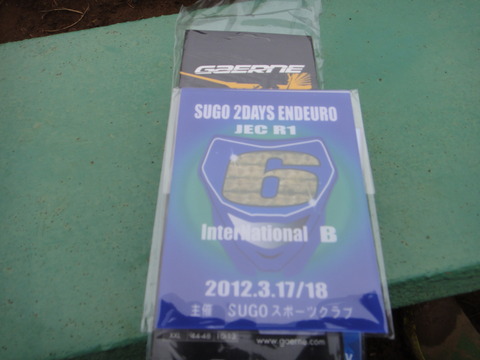 GAERNE
SUGO 2DAYS ENDEURO
JEC R1
6
International B
2012.3.17/18
主催 SUGOスポーツクラブ
www.gaerne.com